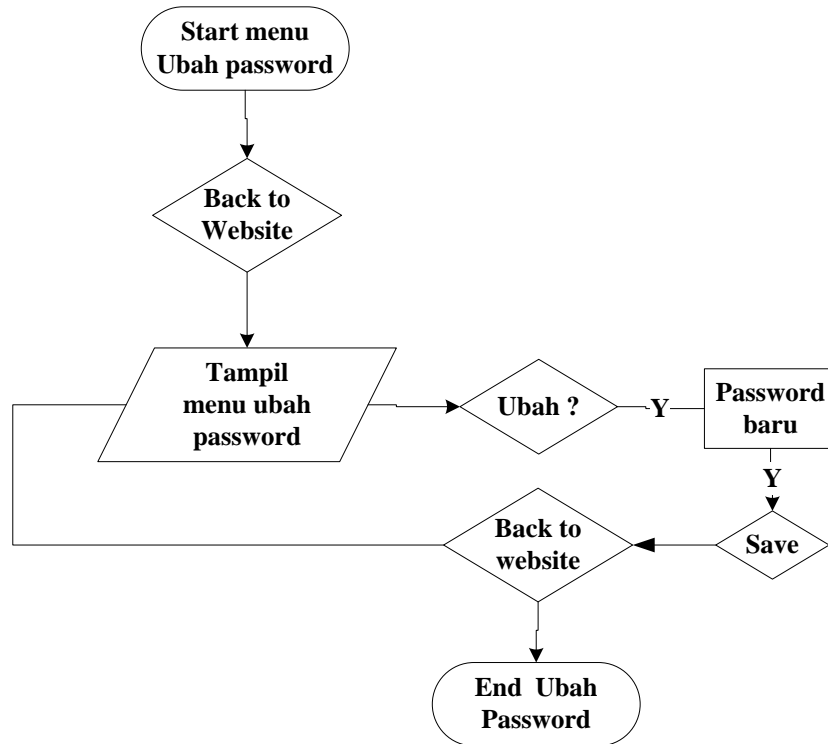 Start menu
Ubah password
Back to
Website
Tampil
menu ubah
password
Ubah ?
Y
Password
baru
Y
Save
Back to
website
End Ubah
Password